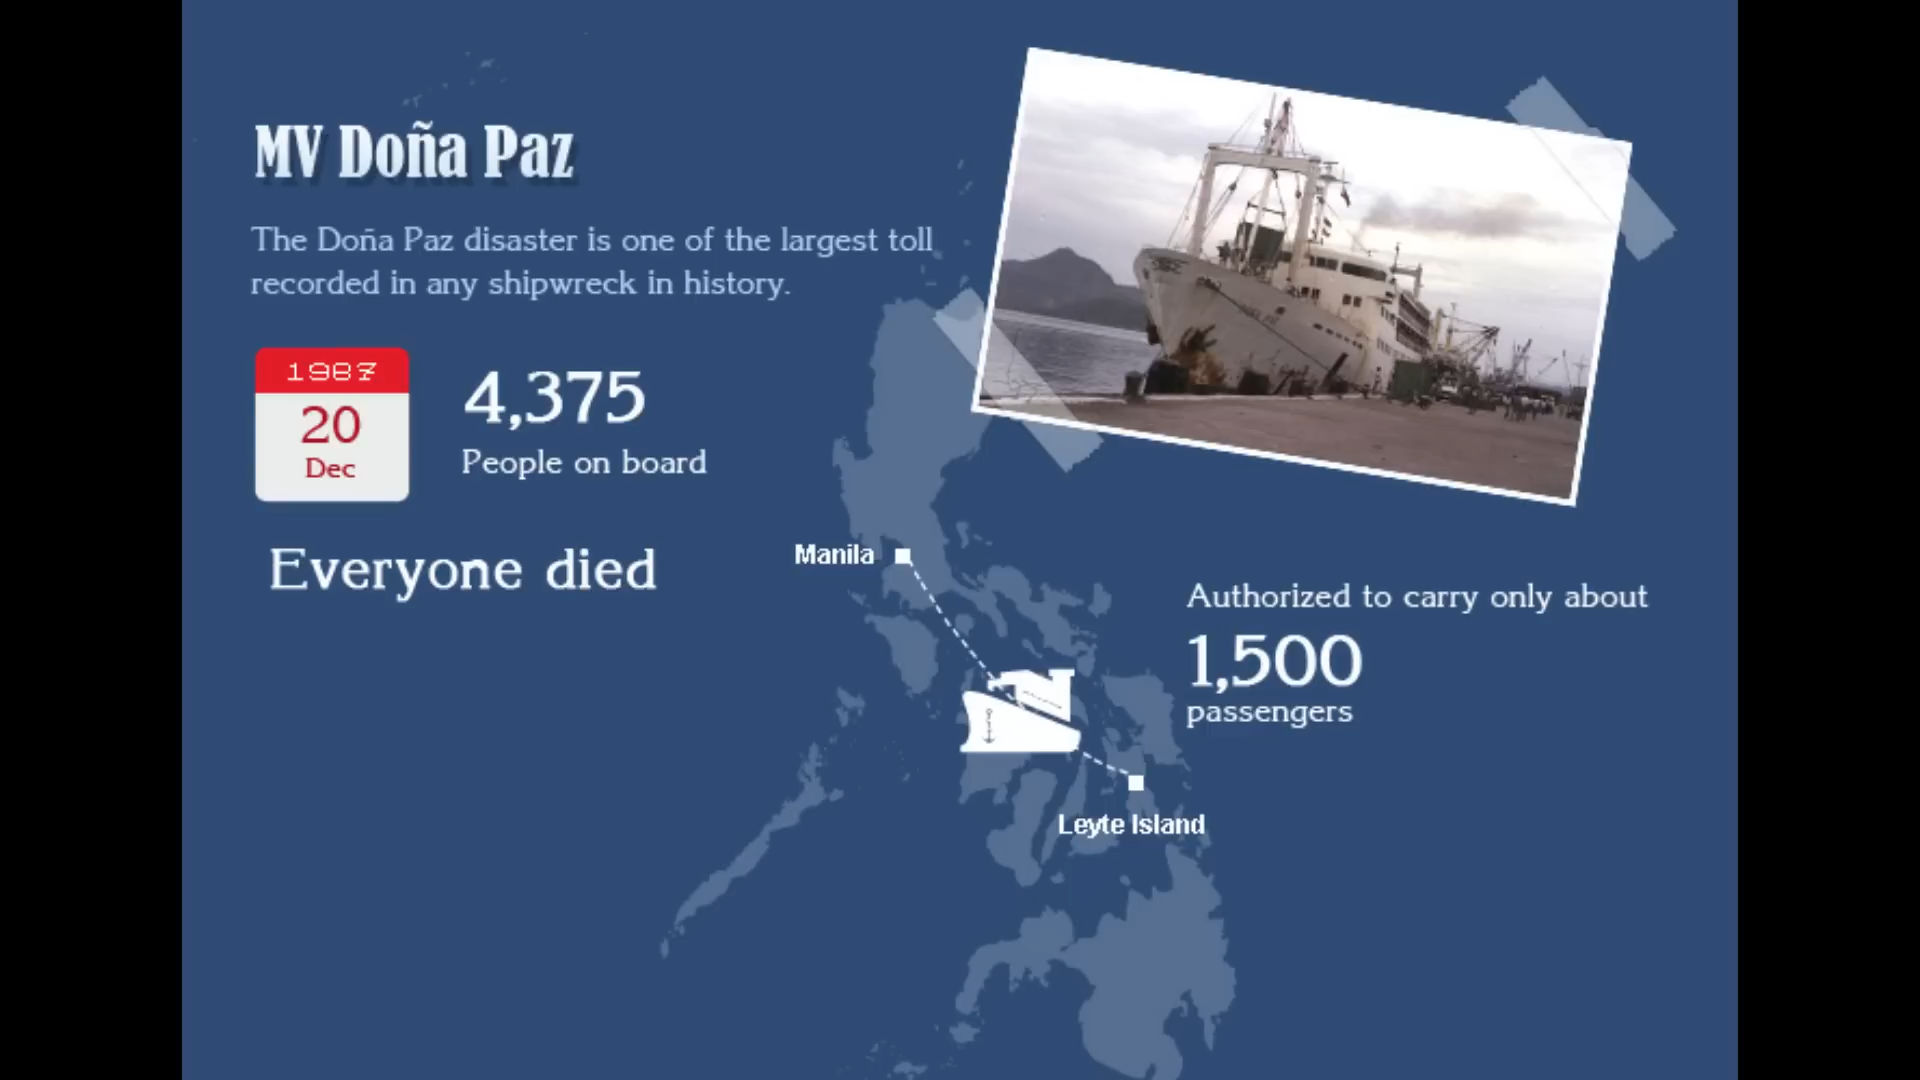 MV Doña Paz
The Doña Paz disaster is one of the largest toll
recorded in any shipwreck in history.
1987
20
Dec
4,375
People on board
Everyone died
Manila
Authorized to carry only about
1,500
passengers
Leyte Island